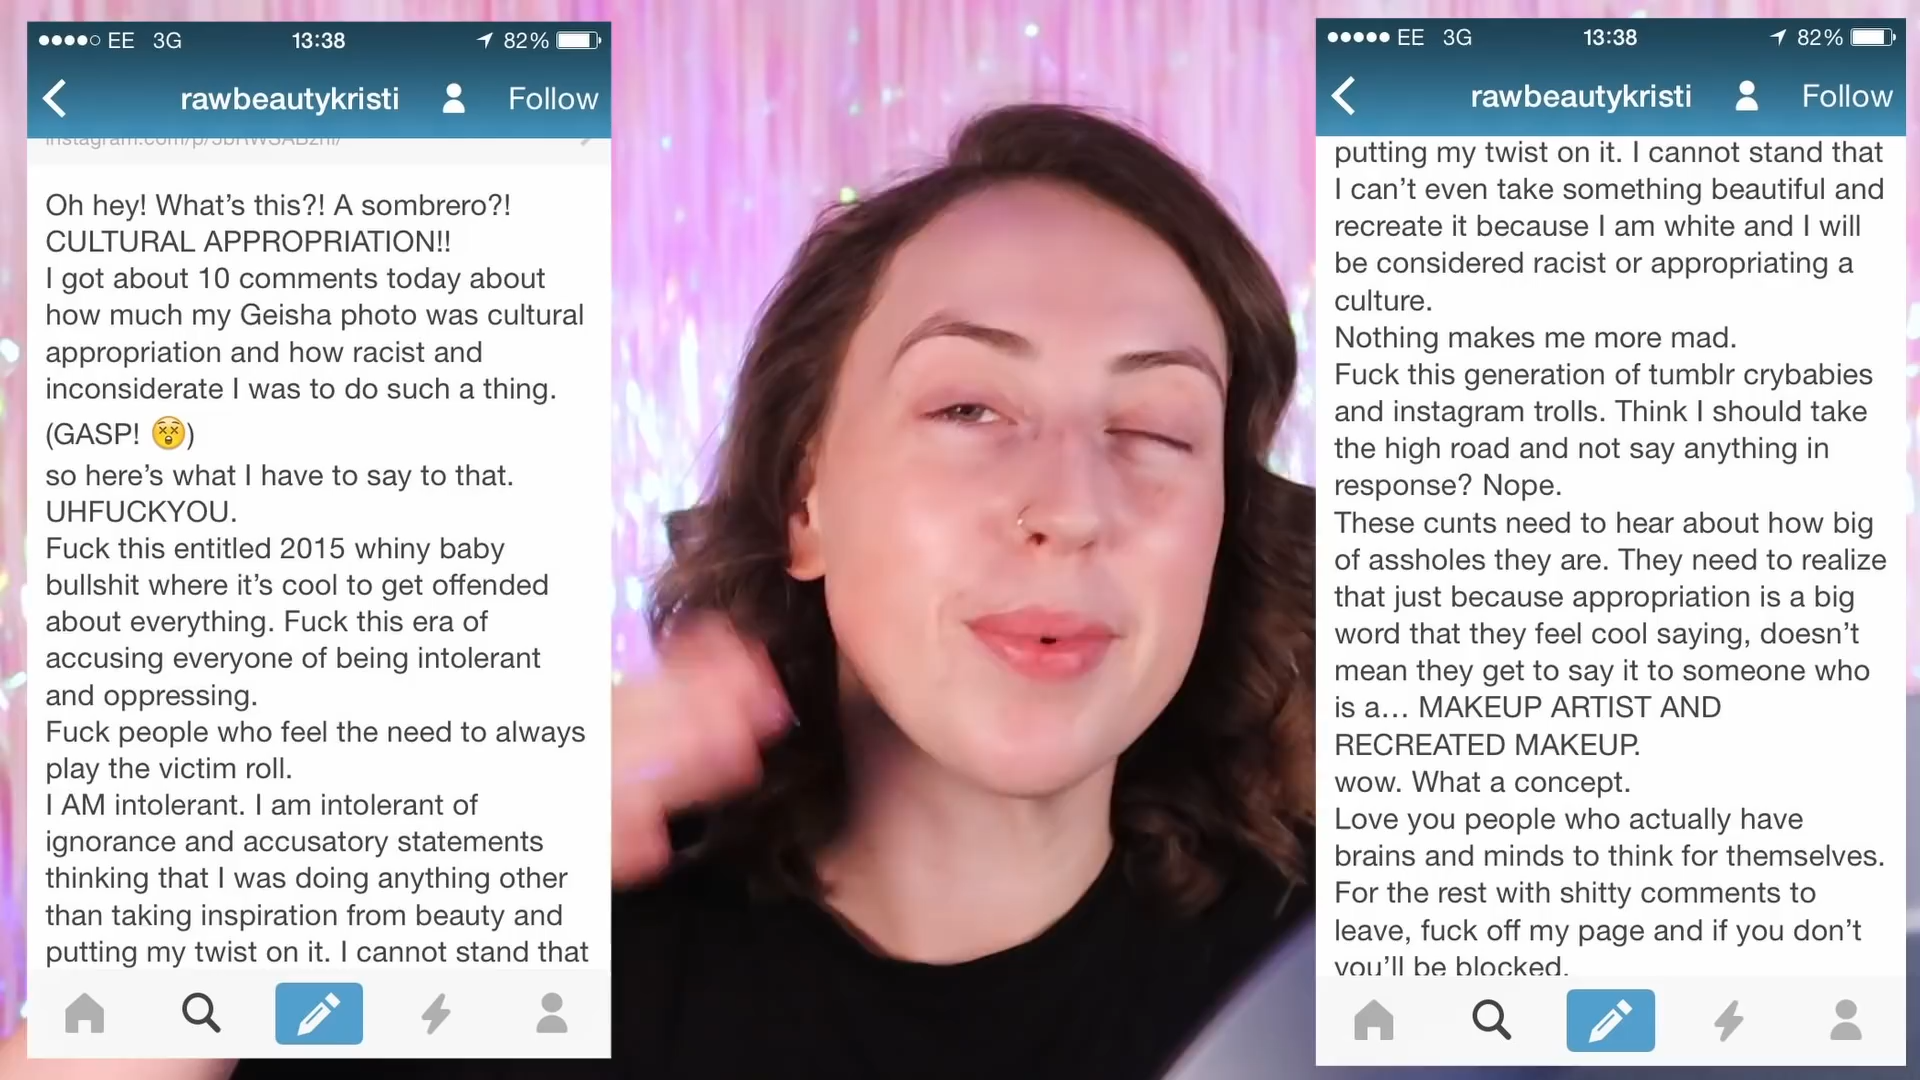 EE 3G 13:38 82%
rawbeautykristi Follow
Oh hey! What's this?! A sombrero?!
CULTURAL APPROPRIATION!!
I got about 10 comments today about
how much my Geisha photo was cultural
appropriation and how racist and
inconsiderate I was to do such a thing.
(GASP! 😲)
so here's what I have to say to that.
UHFUCKYOU.
Fuck this entitled 2015 whiny baby
bullshit where it's cool to get offended
about everything. Fuck this era of
accusing everyone of being intolerant
and oppressing.
Fuck people who feel the need to always
play the victim roll.
I AM intolerant. I am intolerant of
ignorance and accusatory statements
thinking that I was doing anything other
than taking inspiration from beauty and
putting my twist on it. I cannot stand that
EE 3G 13:38 82%
rawbeautykristi Follow
putting my twist on it. I cannot stand that
I can't even take something beautiful and
recreate it because I am white and I will
be considered racist or appropriating a
culture.
Nothing makes me more mad.
Fuck this generation of tumblr crybabies
and instagram trolls. Think I should take
the high road and not say anything in
response? Nope.
These cunts need to hear about how big
of assholes they are. They need to realize
that just because appropriation is a big
word that they feel cool saying, doesn't
mean they get to say it to someone who
is a... MAKEUP ARTIST AND
RECREATED MAKEUP.
wow. What a concept.
Love you people who actually have
brains and minds to think for themselves.
For the rest with shitty comments to
leave, fuck off my page and if you don't
you'll be blocked.